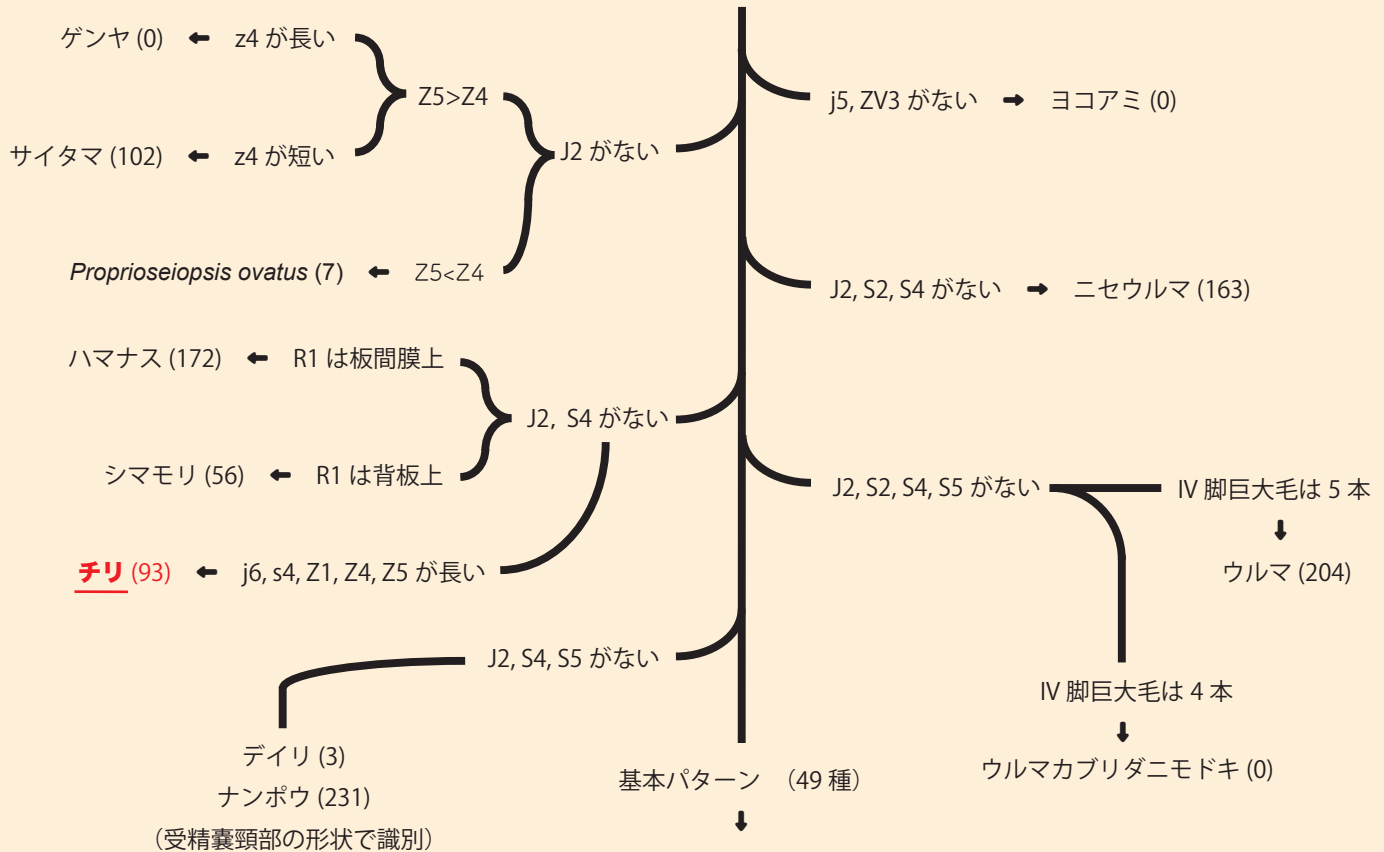 ゲンヤ (0) ← z4 が長い
Z5>Z4
サイタマ (102) ← z4 が短い
J2 がない
Proprioseiopsis ovatus (7) ← Z5<Z4
j5, ZV3 がない → ヨコアミ (0)
J2, S2, S4 がない → ニセウルマ (163)
ハマナス (172) ← R1 は板間膜上
J2, S4 がない
シマモリ (56) ← R1 は背板上
チリ (93) ← j6, s4, Z1, Z4, Z5 が長い
J2, S2, S4, S5 がない
IV 脚巨大毛は 5 本
↓
ウルマ (204)
IV 脚巨大毛は 4 本
↓
ウルマカブリダニモドキ (0)
J2, S4, S5 がない
デイリ (3)
ナンポウ (231)
（受精嚢頸部の形状で識別）
基本パターン （49 種）
↓